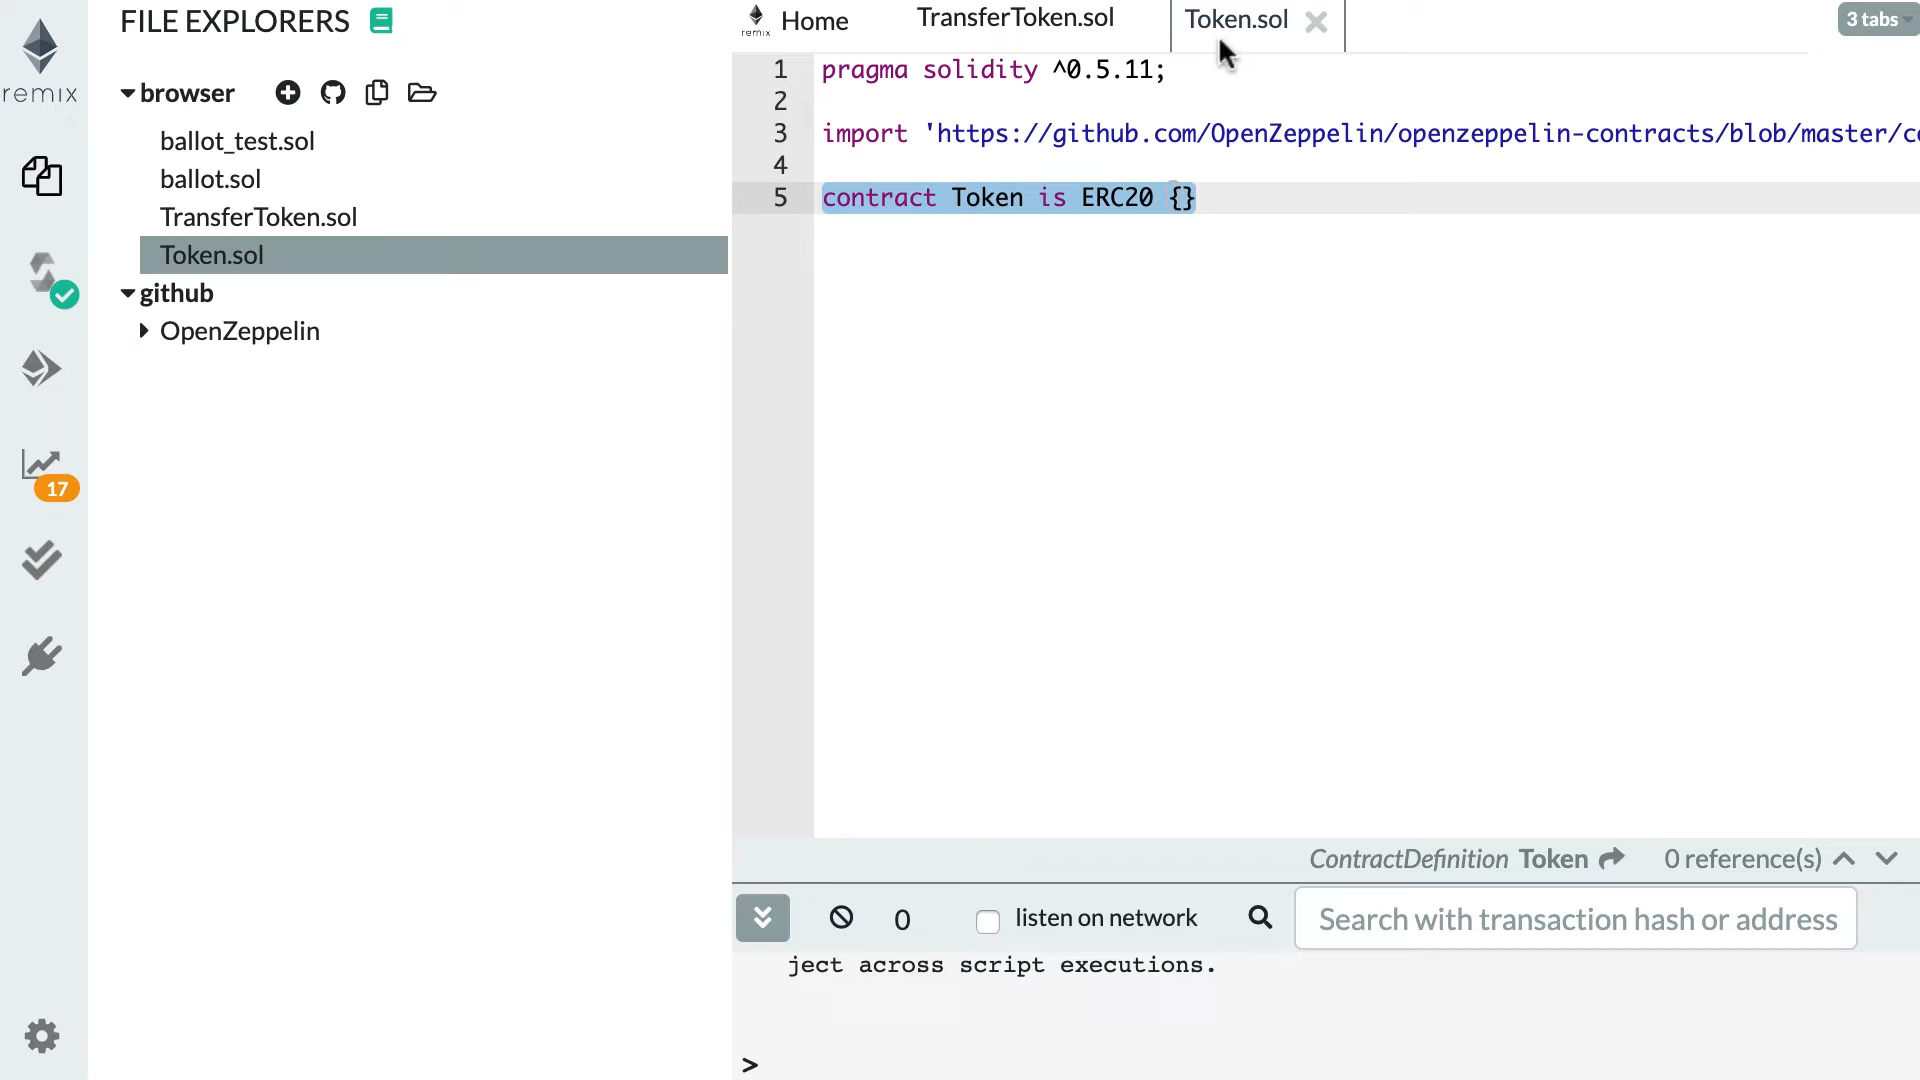 remix
17
FILE EXPLORERS
browser
ballot_test.sol
ballot.sol
TransferToken.sol
Token.sol
github
OpenZeppelin
remix Home
TransferToken.sol
Token.sol
3 tabs
1 pragma solidity ^0.5.11;
2
3 import 'https://github.com/OpenZeppelin/openzeppelin-contracts/blob/master/c
4
5 contract Token is ERC20 {}
ContractDefinition Token 0 reference(s)
0 listen on network Search with transaction hash or address
ject across script executions.
>